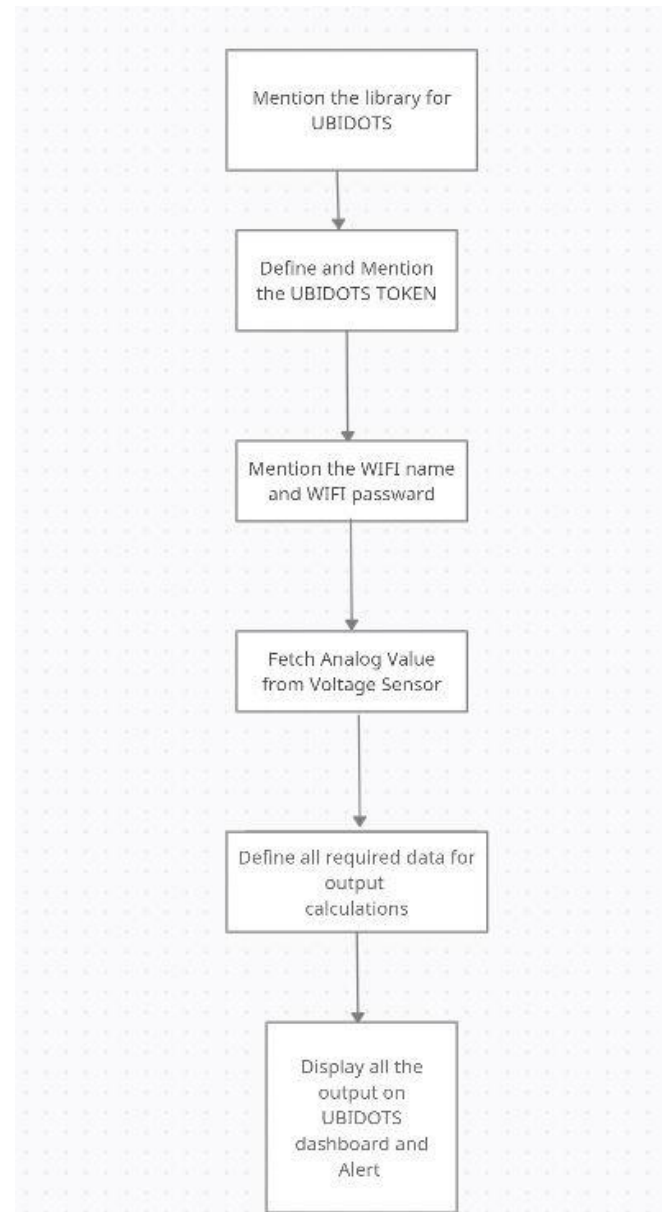 Mention the library for
UBIDOTS
Define and Mention
the UBIDOTS TOKEN
Mention the WIFI name
and WIFI passward
Fetch Analog Value
from Voltage Sensor
Define all required data for
output
calculations
Display all the
output on
UBIDOTS
dashboard and
Alert